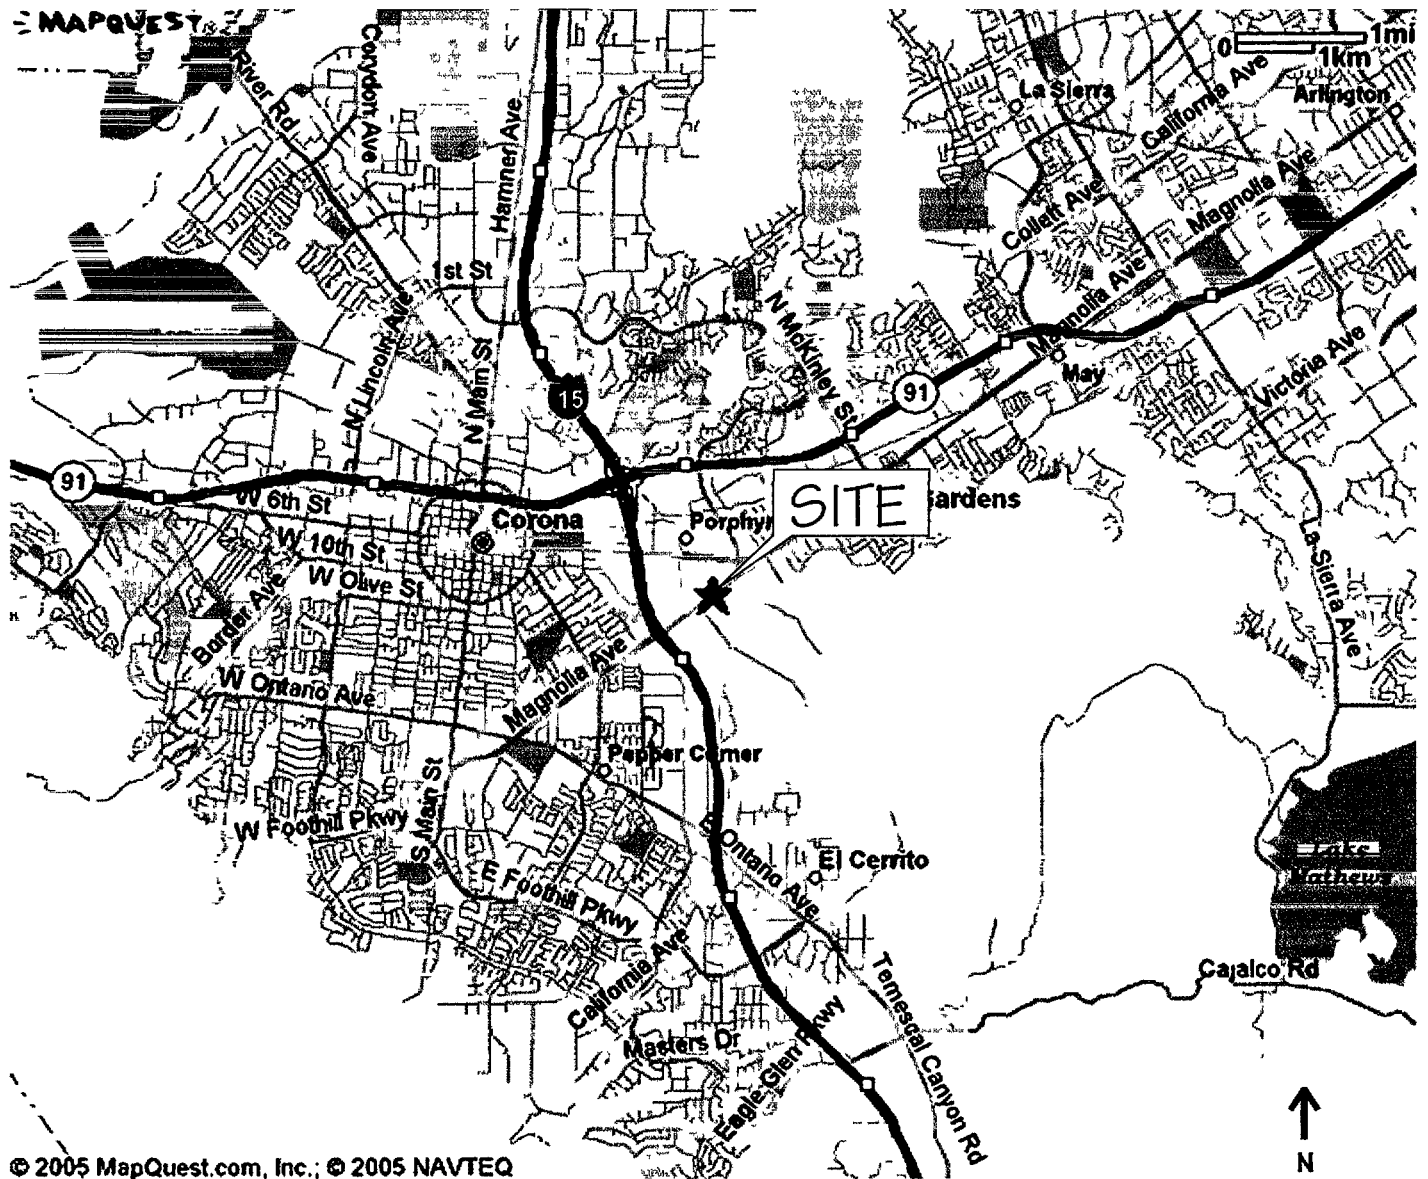 MAPQUEST
0 1mi
1km
River Rd
Corydon Ave
Hamner Ave
La Sierra
California Ave
Arlington
Magnolia Ave
Collett Ave
1st St
Magnolia Ave
N McKinley St
N Lincoln Ave
N Main St
15
91
May
Victoria Ave
91
W 6th St
Corona
Porphyr
SITE
Gardens
W 10th St
W Olive St
La Sierra Ave
Border Ave
Magnolia Ave
W Ontario Ave
Pepper Corner
S Main St
W Foothill Pkwy
E Ontario Ave
El Cerrito
Lake
Mathews
E Foothill Pkwy
California Ave
Cajalco Rd
Temescal Canyon Rd
Masters Dr
Eagle Glen Pkwy
N
© 2005 MapQuest.com, Inc.; © 2005 NAVTEQ